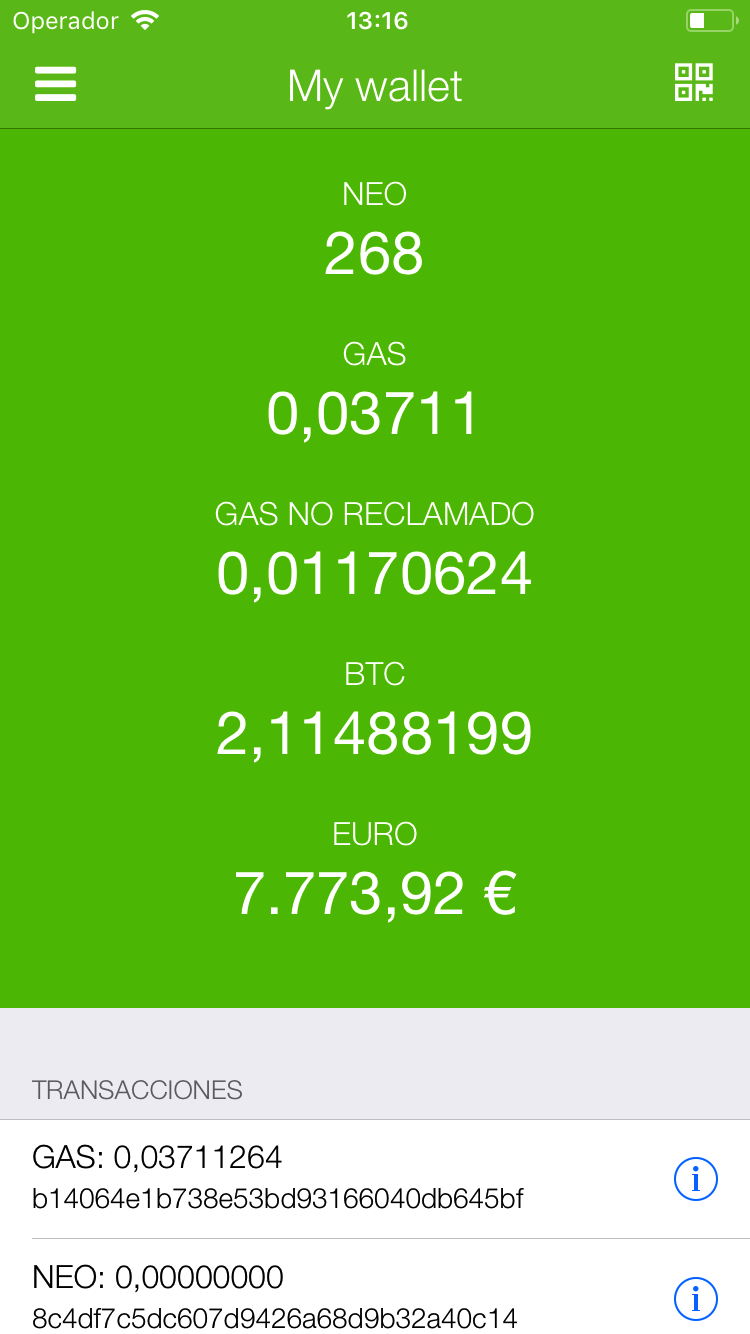 Operador 13:16
My wallet
NEO
268
GAS
0,03711
GAS NO RECLAMADO
0,01170624
BTC
2,11488199
EURO
7.773,92 €
TRANSACCIONES
GAS: 0,03711264
b14064e1b738e53bd93166040db645bf
NEO: 0,00000000
8c4df7c5dc607d9426a68d9b32a40c14